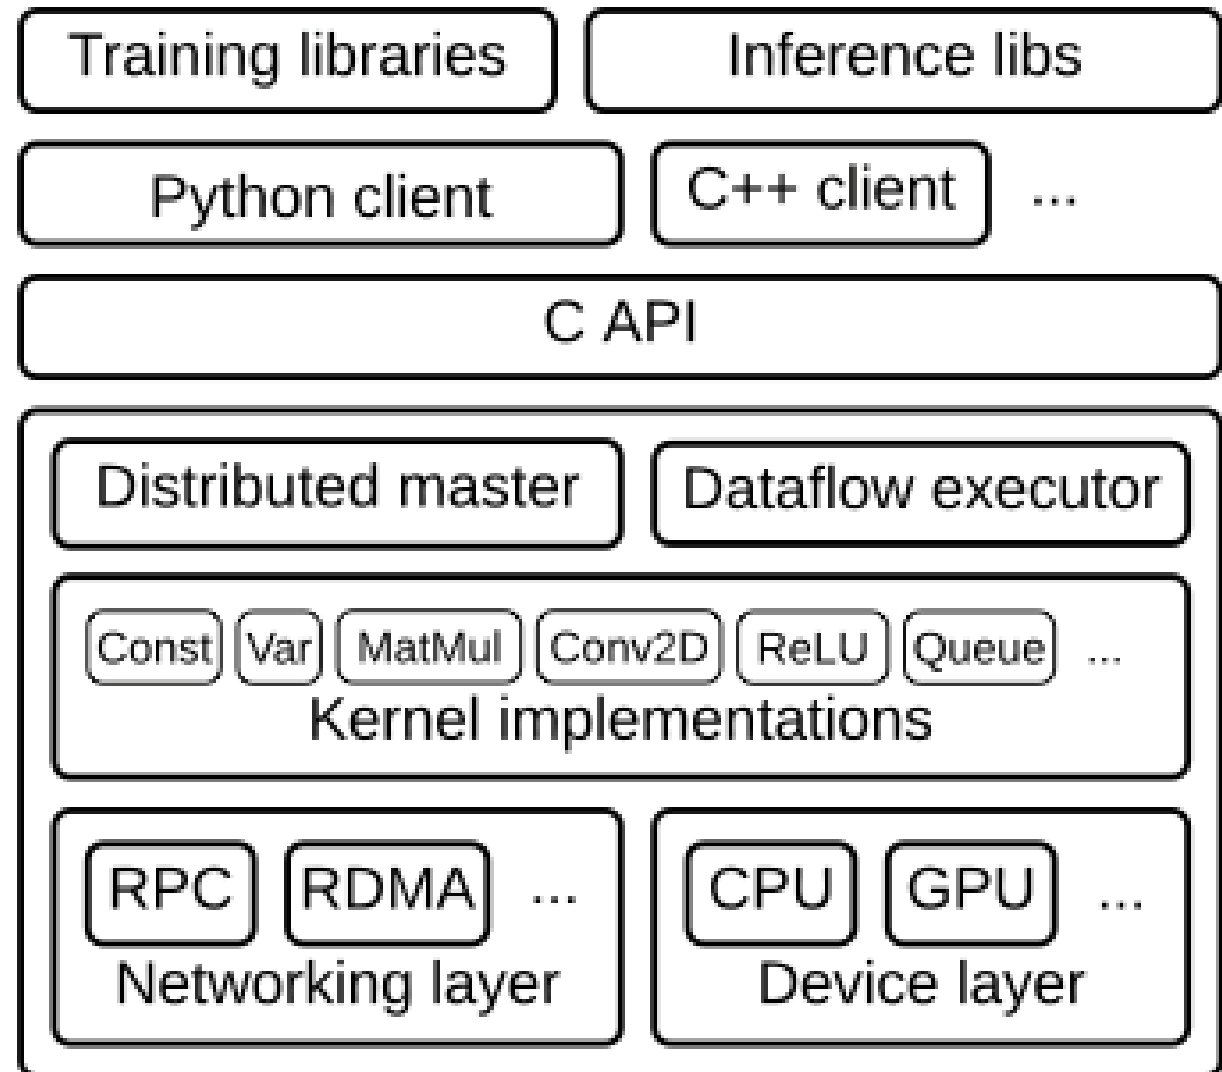 Training libraries
Inference libs
Python client
C++ client
...
C API
Distributed master
Dataflow executor
Const
Var
MatMul
Conv2D
ReLU
Queue
...
Kernel implementations
RPC
RDMA
...
Networking layer
CPU
GPU
...
Device layer